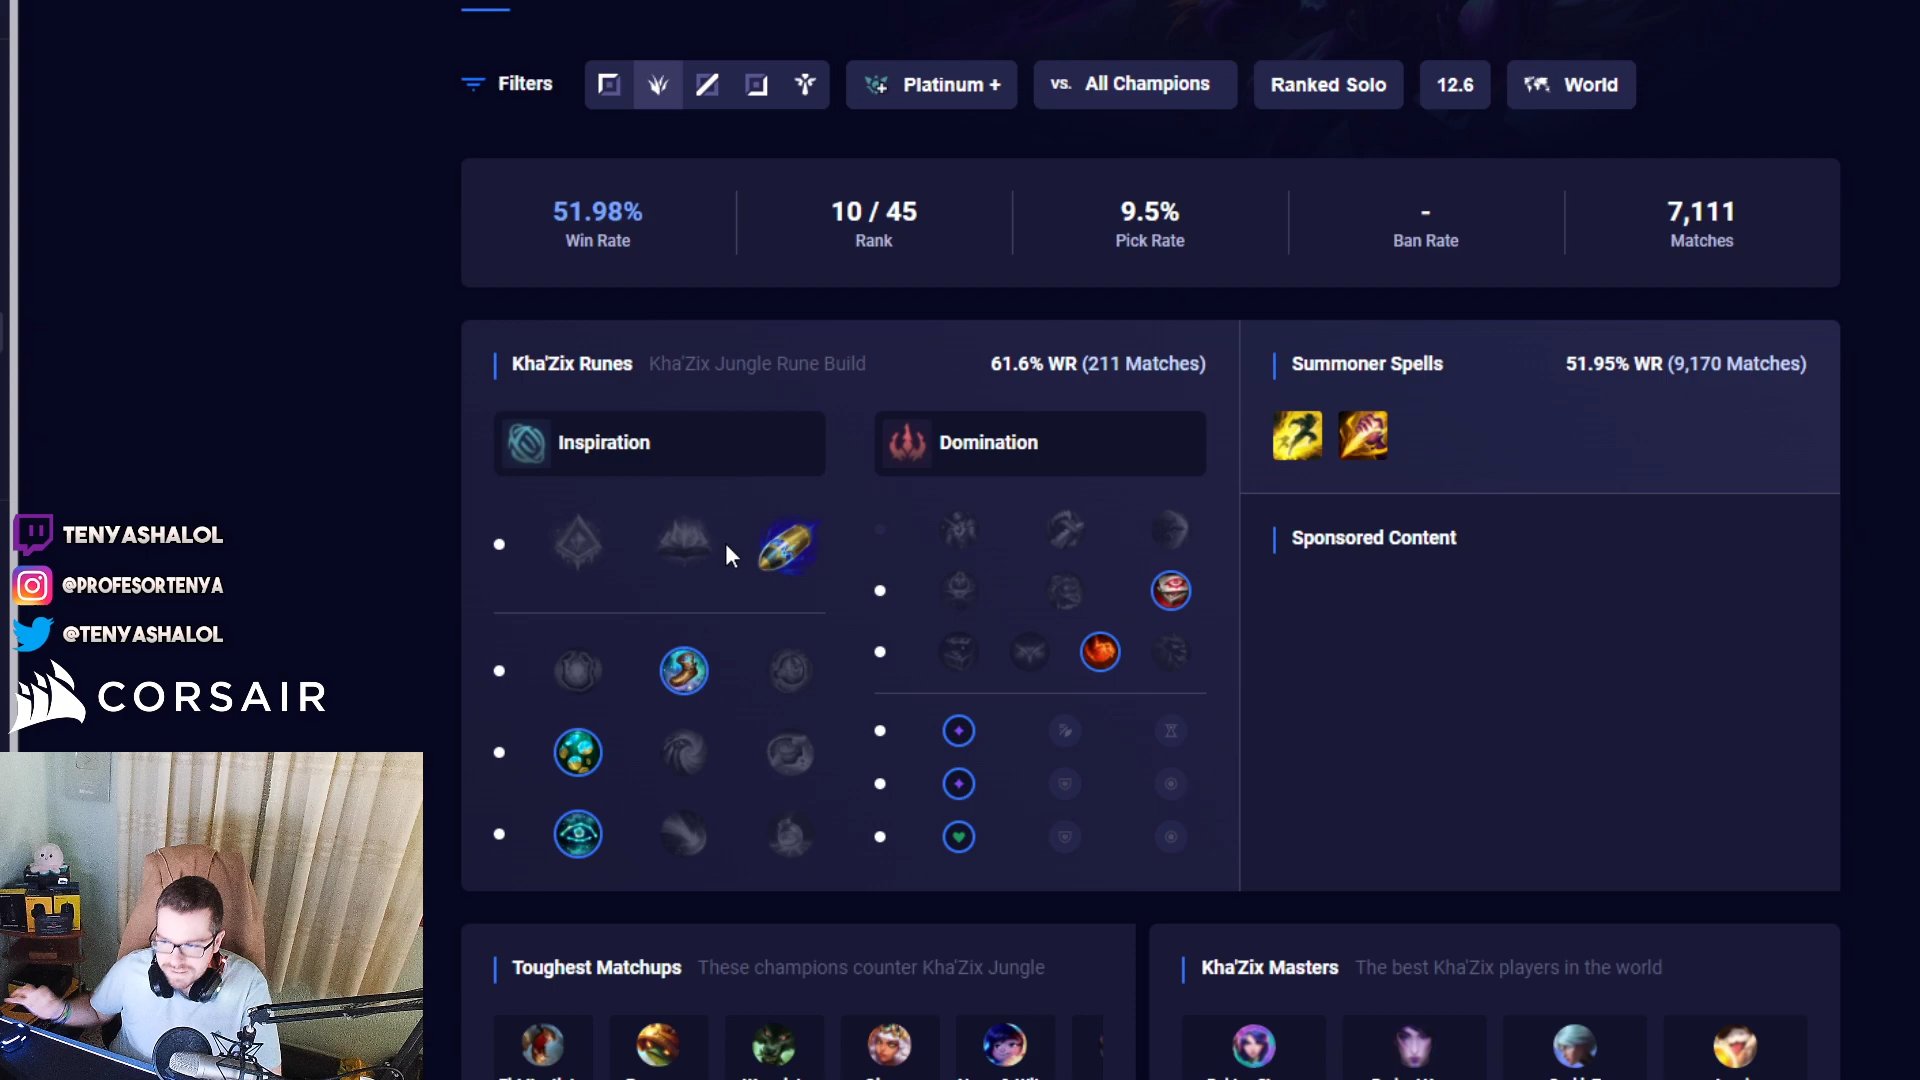 Filters
Platinum +
vs. All Champions
Ranked Solo
12.6
World
51.98%
Win Rate
10 / 45
Rank
9.5%
Pick Rate
-
Ban Rate
7,111
Matches
Kha'Zix Runes Kha'Zix Jungle Rune Build 61.6% WR (211 Matches)
Inspiration
Domination
Summoner Spells 51.95% WR (9,170 Matches)
Sponsored Content
TENYASHALOL
@PROFESORTENYA
@TENYASHALOL
CORSAIR
Toughest Matchups These champions counter Kha'Zix Jungle
Kha'Zix Masters The best Kha'Zix players in the world